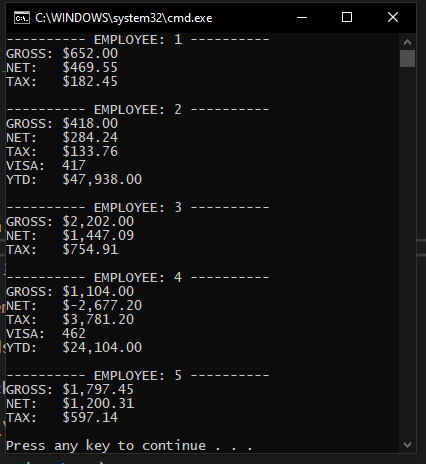 C:\WINDOWS\system32\cmd.exe
---------- EMPLOYEE: 1 ----------
GROSS: $652.00
NET:   $469.55
TAX:   $182.45
---------- EMPLOYEE: 2 ----------
GROSS: $418.00
NET:   $284.24
TAX:   $133.76
VISA:  417
YTD:   $47,938.00
---------- EMPLOYEE: 3 ----------
GROSS: $2,202.00
NET:   $1,447.09
TAX:   $754.91
---------- EMPLOYEE: 4 ----------
GROSS: $1,104.00
NET:   $-2,677.20
TAX:   $3,781.20
VISA:  462
YTD:   $24,104.00
---------- EMPLOYEE: 5 ----------
GROSS: $1,797.45
NET:   $1,200.31
TAX:   $597.14
Press any key to continue . . .